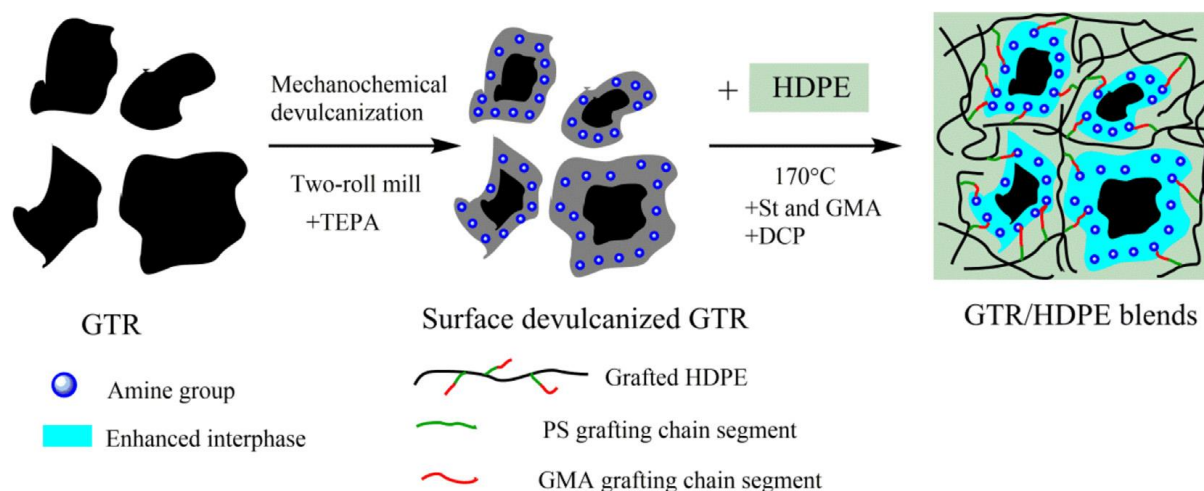 Mechanochemical
devulcanization
Two-roll mill
+TEPA
+ HDPE
170°C
+St and GMA
+DCP
GTR
Surface devulcanized GTR
GTR/HDPE blends
Amine group
Enhanced interphase
Grafted HDPE
PS grafting chain segment
GMA grafting chain segment